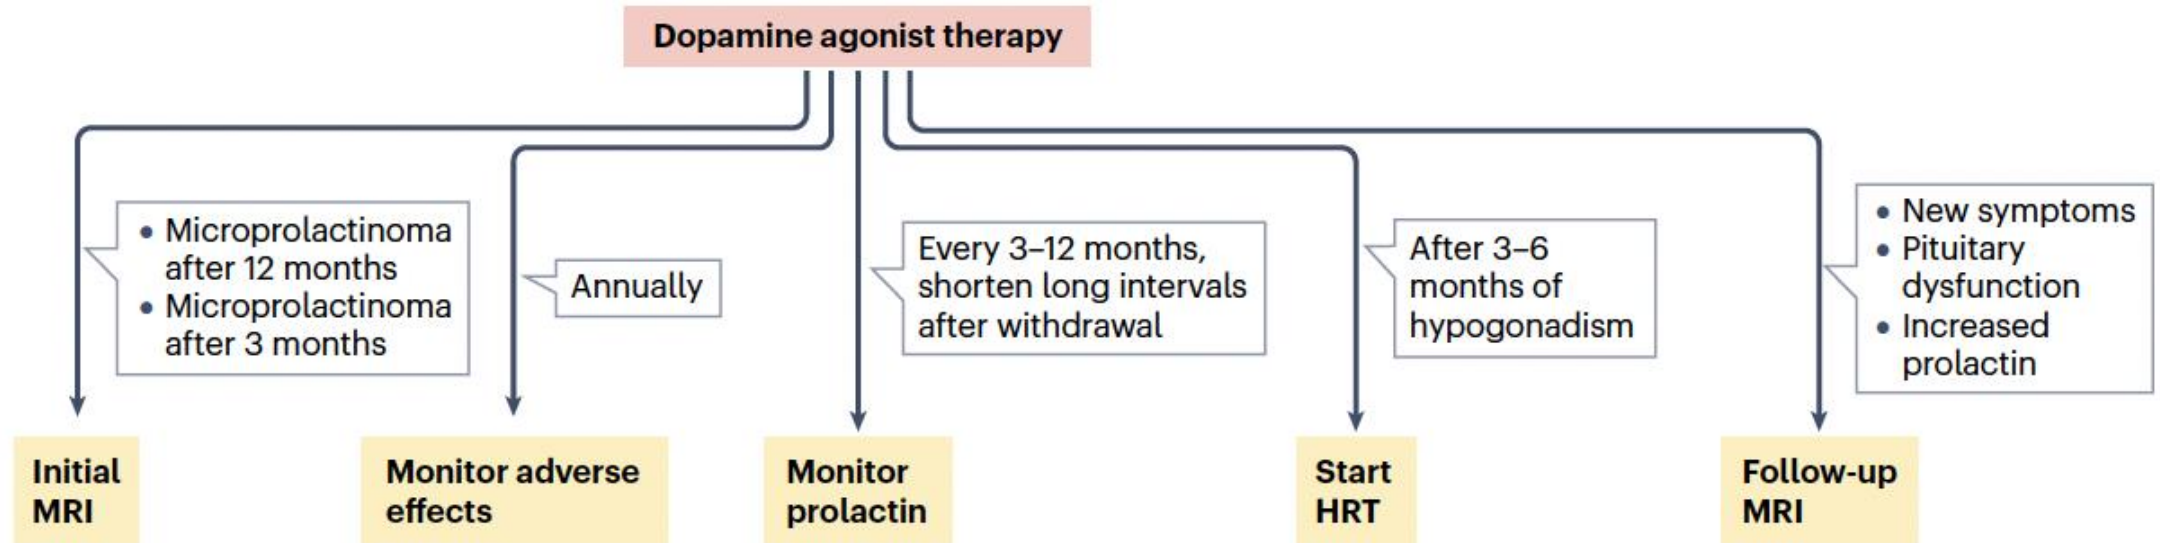 Dopamine agonist therapy
• Microprolactinoma
after 12 months
• Microprolactinoma
after 3 months
Annually
Every 3–12 months,
shorten long intervals
after withdrawal
After 3–6
months of
hypogonadism
• New symptoms
• Pituitary
dysfunction
• Increased
prolactin
Initial
MRI
Monitor adverse
effects
Monitor
prolactin
Start
HRT
Follow-up
MRI